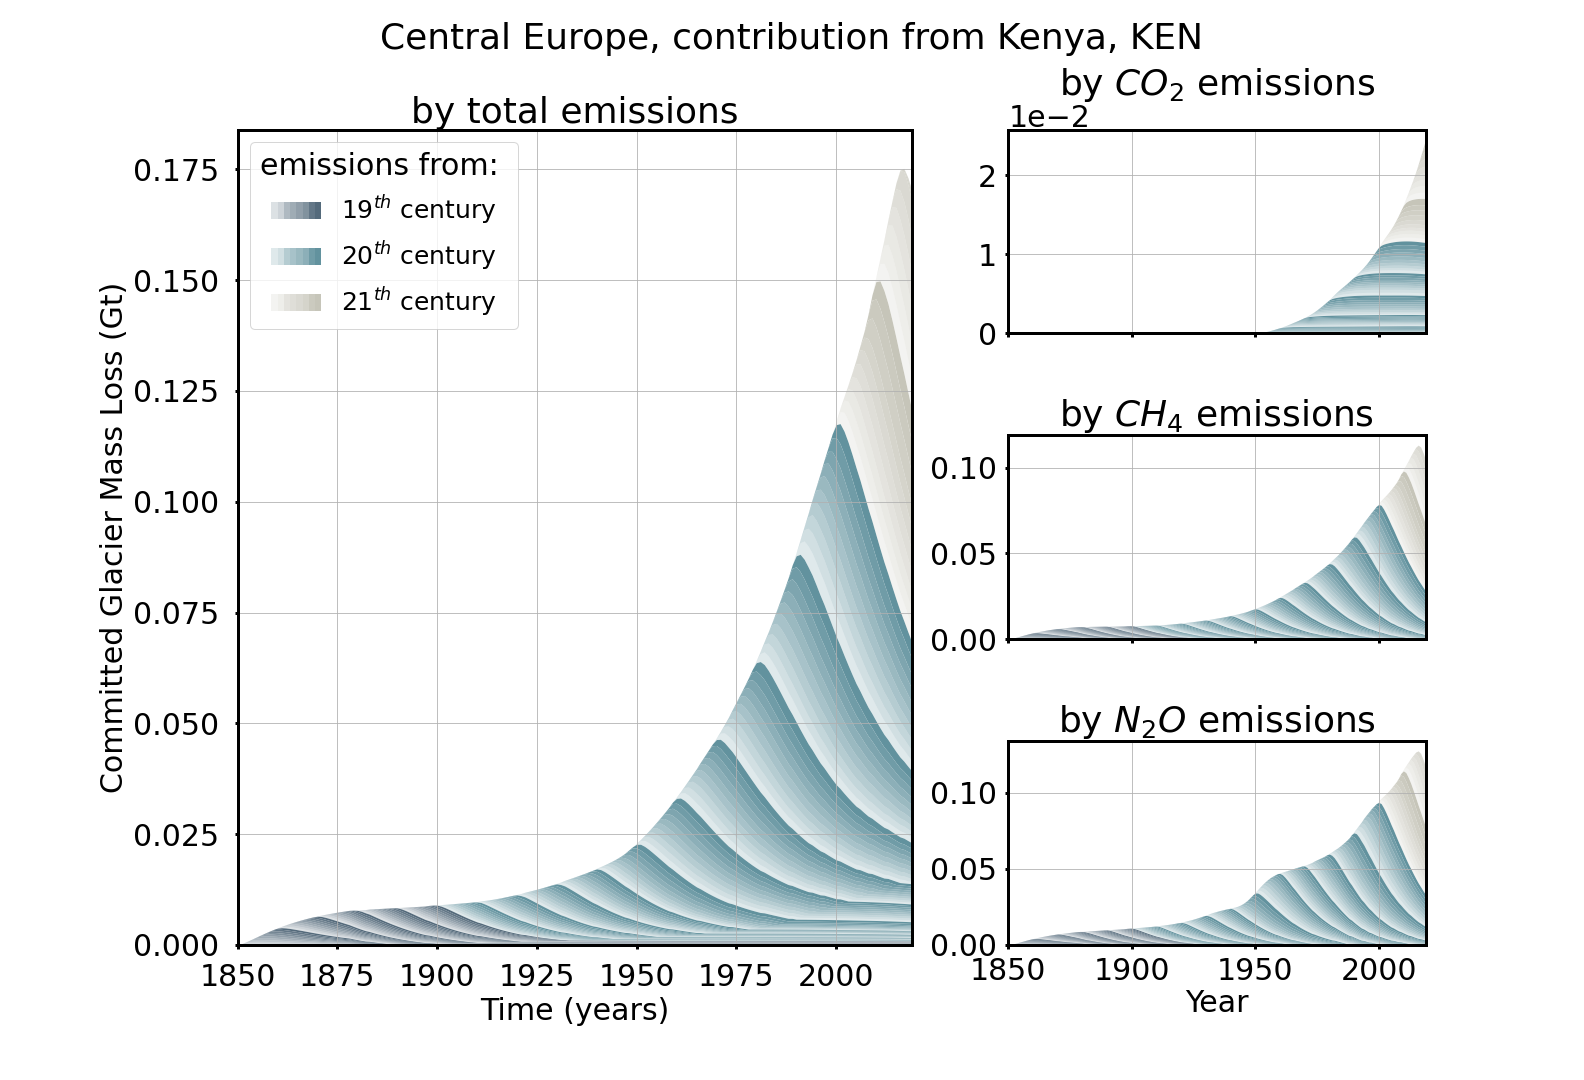 Central Europe, contribution from Kenya, KEN
by total emissions
emissions from:
19th century
20th century
21th century
Committed Glacier Mass Loss (Gt)
0.175
0.150
0.125
0.100
0.075
0.050
0.025
0.000
1850 1875 1900 1925 1950 1975 2000
Time (years)
by CO2 emissions
1e−2
2
1
0
by CH4 emissions
0.10
0.05
0.00
by N2O emissions
0.10
0.05
0.00
1850 1900 1950 2000
Year